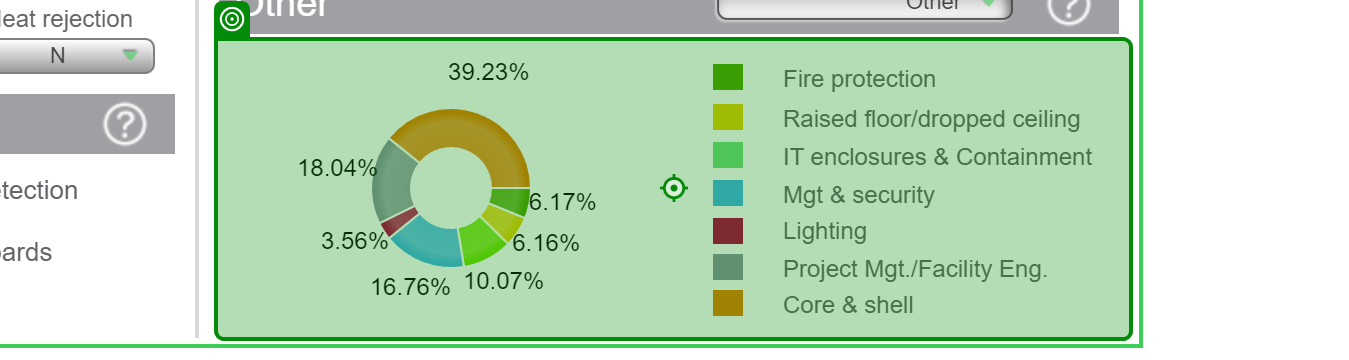 Heat rejection
N
etection
ards
Other
Other
?
?
39.23%
18.04%
6.17%
3.56%
6.16%
16.76%
10.07%
Fire protection
Raised floor/dropped ceiling
IT enclosures & Containment
Mgt & security
Lighting
Project Mgt./Facility Eng.
Core & shell